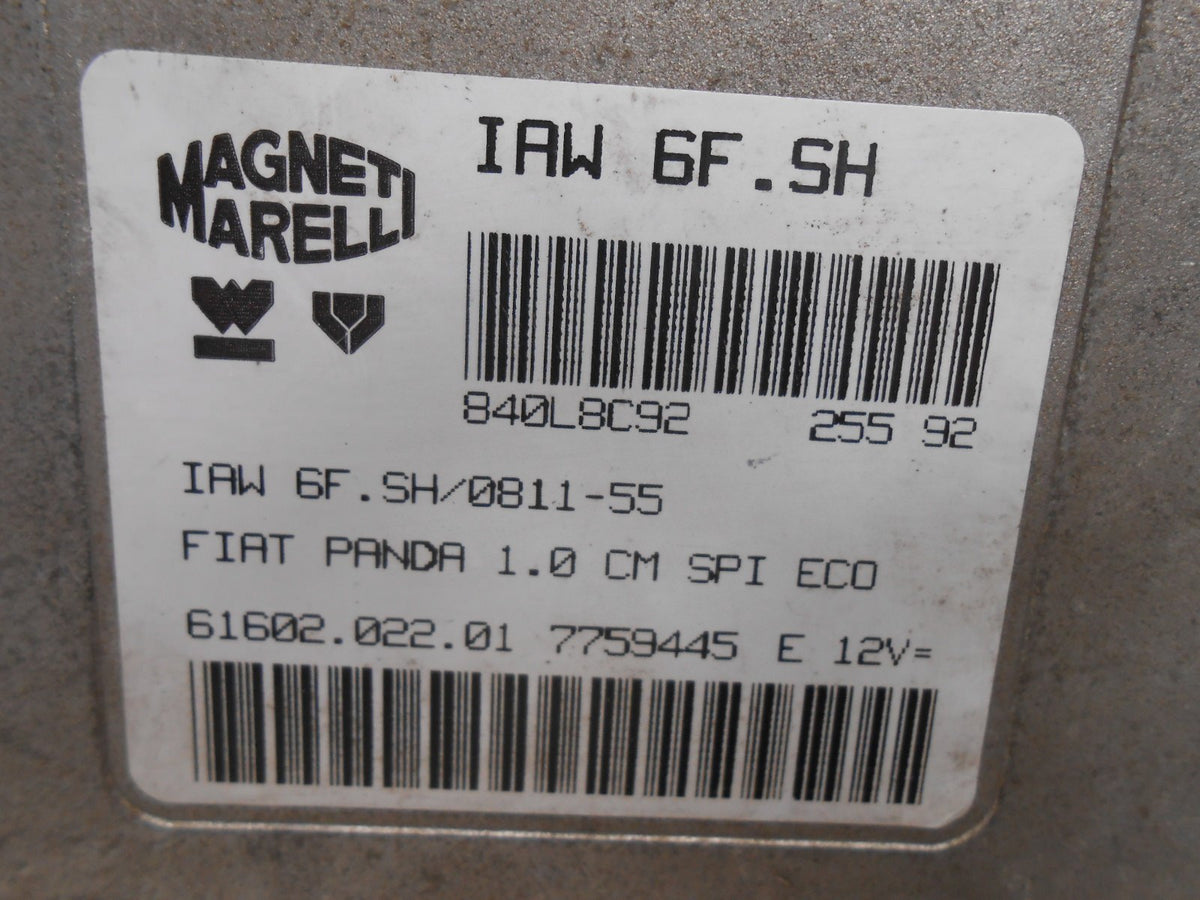 MAGNETI
MARELLI
IAW 6F.SH
840L8C92 255 92
IAW 6F.SH/0811-55
FIAT PANDA 1.0 CM SPI ECO
61602.022.01 7759445 E 12V=